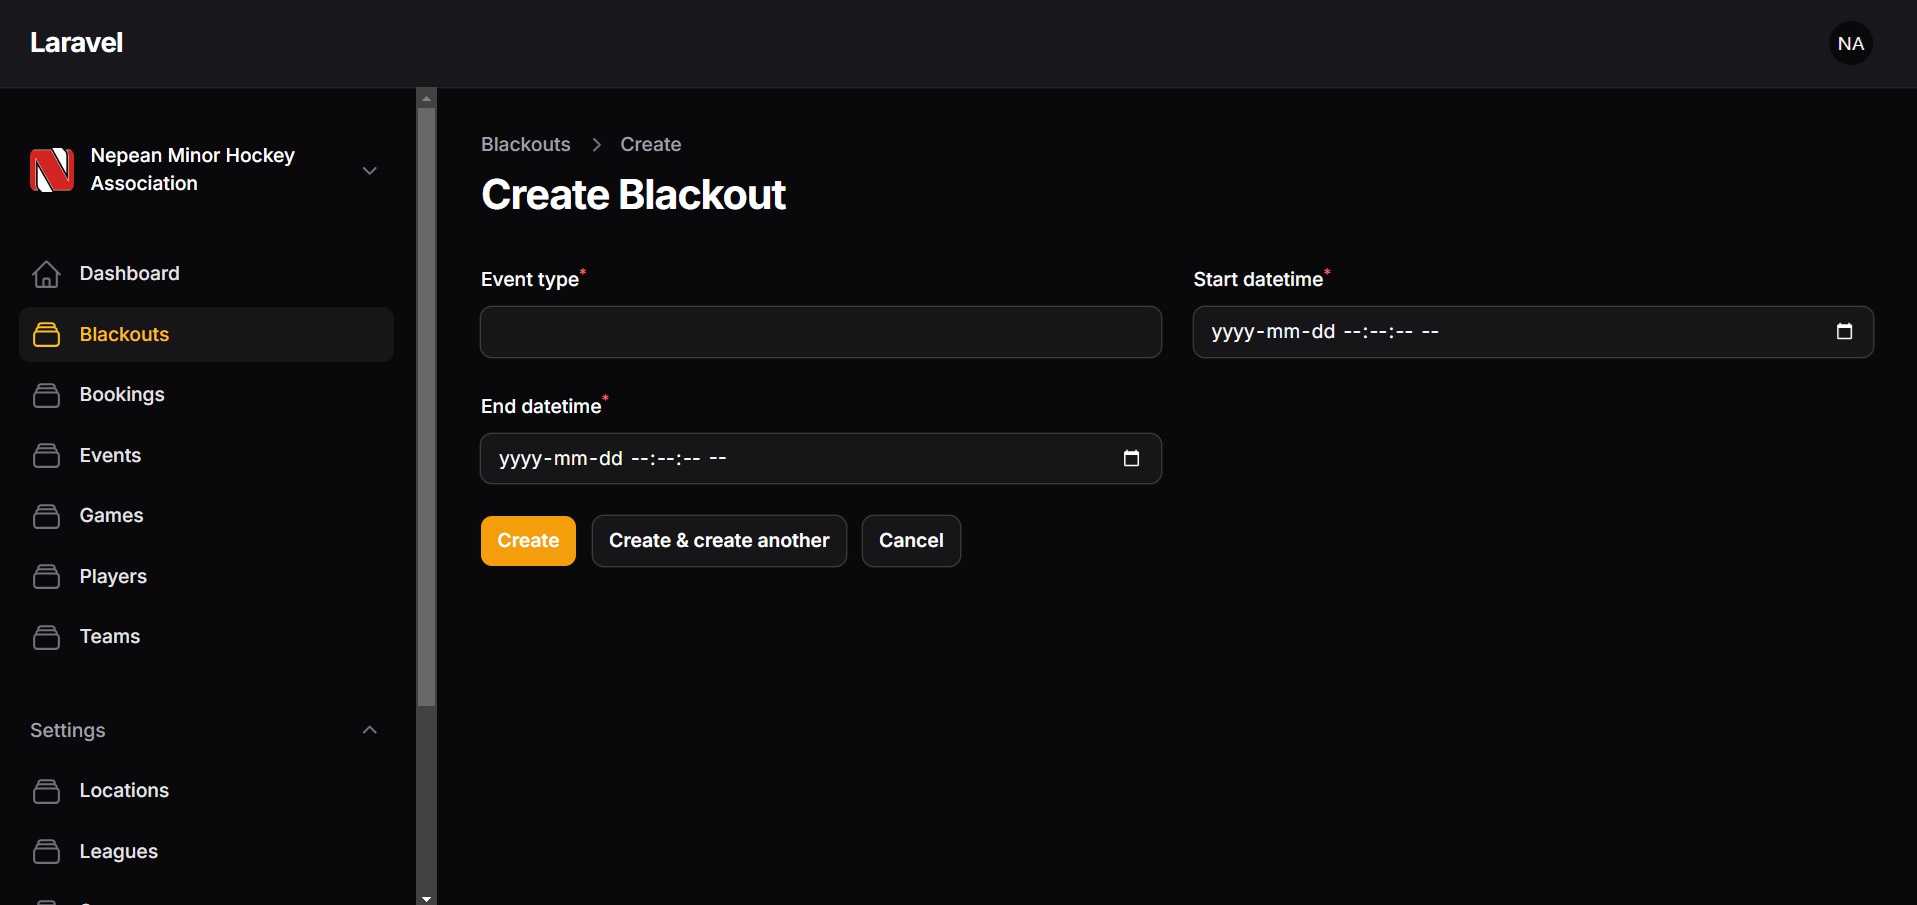 Laravel
NA
Nepean Minor Hockey
Association
Dashboard
Blackouts
Bookings
Events
Games
Players
Teams
Settings
Locations
Leagues
Blackouts > Create
Create Blackout
Event type*
Start datetime*
yyyy-mm-dd --:--:-- --
End datetime*
yyyy-mm-dd --:--:-- --
Create
Create & create another
Cancel